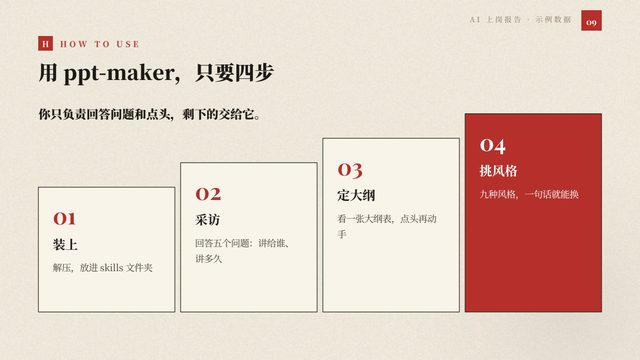 AI 上岗报告 · 示例数据
09
H HOW TO USE
用 ppt-maker，只要四步
你只负责回答问题和点头，剩下的交给它。
01
装上
解压，放进 skills 文件夹
02
采访
回答五个问题：讲给谁、
讲多久
03
定大纲
看一张大纲表，点头再动
手
04
挑风格
九种风格，一句话就能换